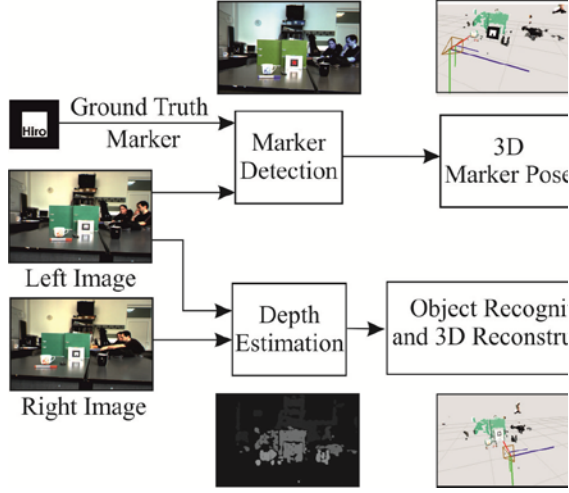 Ground Truth
Marker
Hiro
Marker
Detection
3D
Marker Pose
Left Image
Depth
Estimation
Object Recogniti
and 3D Reconstru
Right Image